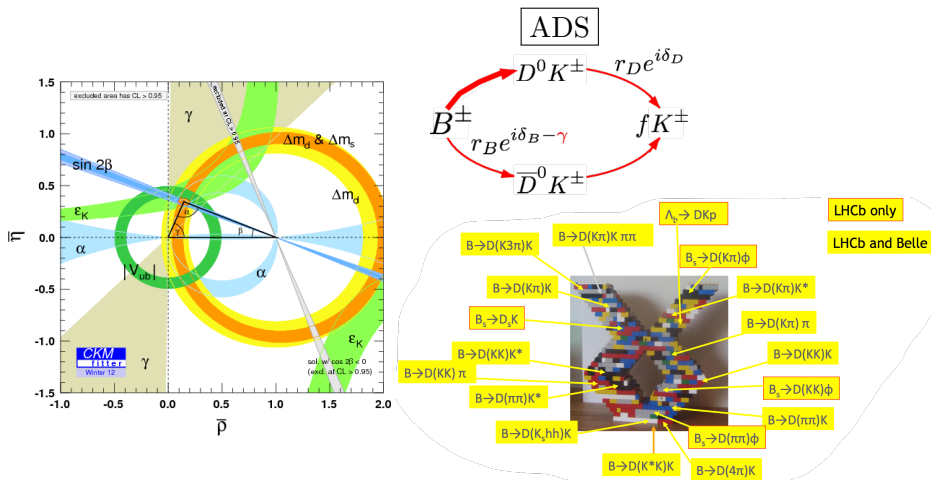 ADS
D⁰K±
r_D e^{iδ_D}
B±
fK±
r_B e^{iδ_B−γ}
D̅⁰K±
excluded area has CL > 0.95
excluded at CL > 0.95
γ
Δm_d & Δm_s
sin 2β
Δm_d
ε_K
α
α
γ
β
α
|V_ub|
α
ε_K
γ
CKM
fitter
Winter 12
sol. w/ cos 2β < 0
(excl. at CL > 0.95)
1.5
1.0
0.5
0.0
-0.5
-1.0
-1.5
η̅
-1.0
-0.5
0.0
0.5
1.0
1.5
2.0
ρ̅
LHCb only
LHCb and Belle
Λ_b→ DKp
B→D(Kπ)K ππ
B→D(K3π)K
B_s→D(Kπ)φ
B→D(Kπ)K
B→D(Kπ)K*
B_s→D_sK
B→D(Kπ) π
B→D(KK)K*
B→D(KK)K
B→D(KK) π
B_s→D(KK)φ
B→D(ππ)K*
B→D(ππ)K
B→D(K_shh)K
B_s→D(ππ)φ
B→D(K*K)K
B→D(4π)K